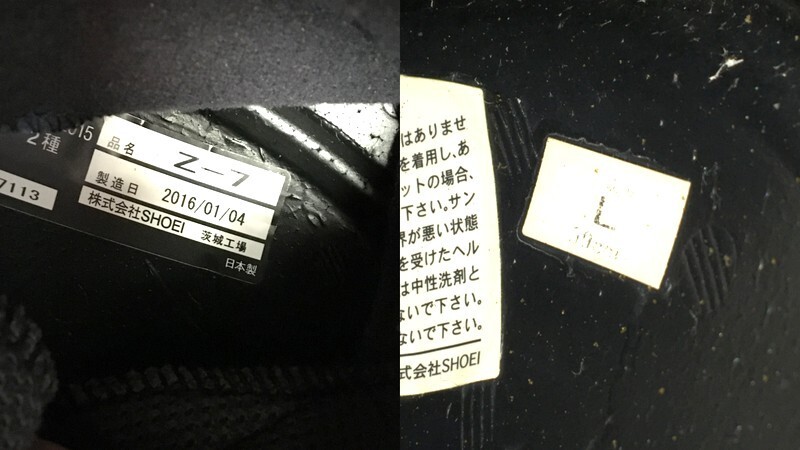 015
2種
7113
品名 Z-7
製造日 2016/01/04
株式会社SHOEI 茨城工場
日本製
はありませ
を着用し、あ
ットの場合、
下さい。サン
界が悪い状態
を受けたヘル
は中性洗剤と
ないで下さい。
ないで下さい。
式会社SHOEI
L